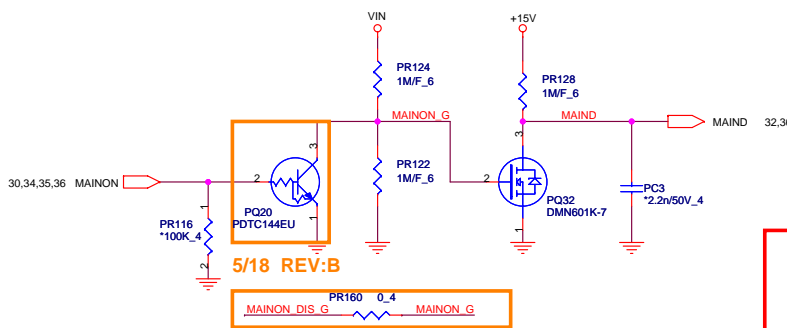 VIN
+15V
PR124
1M/F_6
PR128
1M/F_6
MAINON_G
MAIND
MAIND
32,3
3
3
30,34,35,36
MAINON
2
2
PR122
1M/F_6
PC3
*2.2n/50V_4
1
PR116
*100K_4
2
PQ20
PDTC144EU
1
PQ32
DMN601K-7
1
5/18 REV:B
PR160
0_4
MAINON_DIS_G
MAINON_G